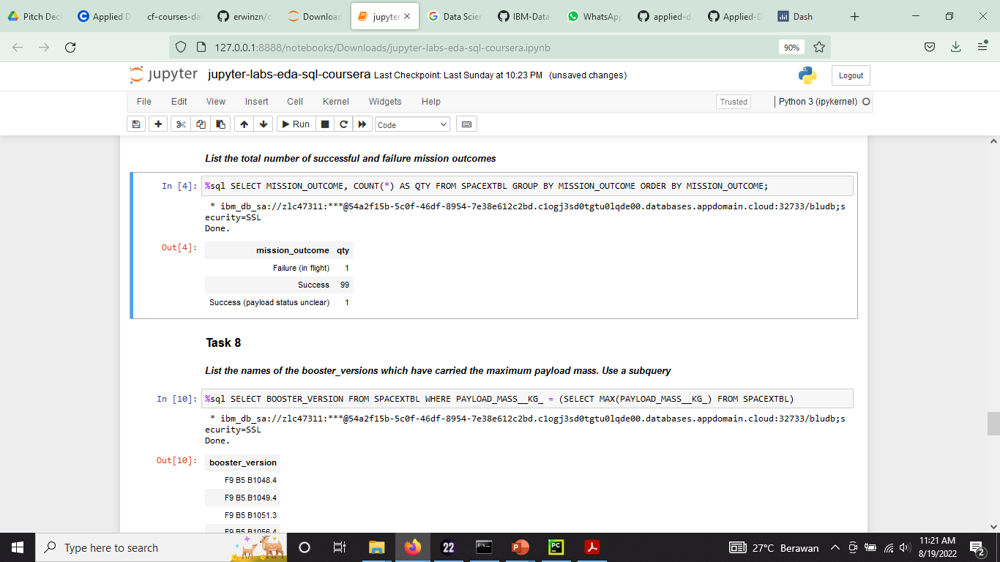 Pitch Deck
Applied D
cf-courses-da
erwinzn/c
Download
jupyter
Data Scien
IBM-Data-
WhatsApp
applied-d
Applied-D
Dash
127.0.0.1:8888/notebooks/Downloads/jupyter-labs-eda-sql-coursera.ipynb
90%
jupyter jupyter-labs-eda-sql-coursera Last Checkpoint: Last Sunday at 10:23 PM (unsaved changes)
Logout
File Edit View Insert Cell Kernel Widgets Help
Trusted
Python 3 (ipykernel)
Run
Code
List the total number of successful and failure mission outcomes
In [4]: %sql SELECT MISSION_OUTCOME, COUNT(*) AS QTY FROM SPACEXTBL GROUP BY MISSION_OUTCOME ORDER BY MISSION_OUTCOME;
* ibm_db_sa://zlc47311:***@54a2f15b-5c0f-46df-8954-7e38e612c2bd.c1ogj3sd0tgtu0lqde00.databases.appdomain.cloud:32733/bludb;s
ecurity=SSL
Done.
Out[4]:
mission_outcome qty
Failure (in flight) 1
Success 99
Success (payload status unclear) 1
Task 8
List the names of the booster_versions which have carried the maximum payload mass. Use a subquery
In [10]: %sql SELECT BOOSTER_VERSION FROM SPACEXTBL WHERE PAYLOAD_MASS__KG_ = (SELECT MAX(PAYLOAD_MASS__KG_) FROM SPACEXTBL)
* ibm_db_sa://zlc47311:***@54a2f15b-5c0f-46df-8954-7e38e612c2bd.c1ogj3sd0tgtu0lqde00.databases.appdomain.cloud:32733/bludb;s
ecurity=SSL
Done.
Out[10]:
booster_version
F9 B5 B1048.4
F9 B5 B1049.4
F9 B5 B1051.3
F9 B5 B1056.4
Type here to search
22
PC
27°C Berawan
11:21 AM
8/19/2022
2